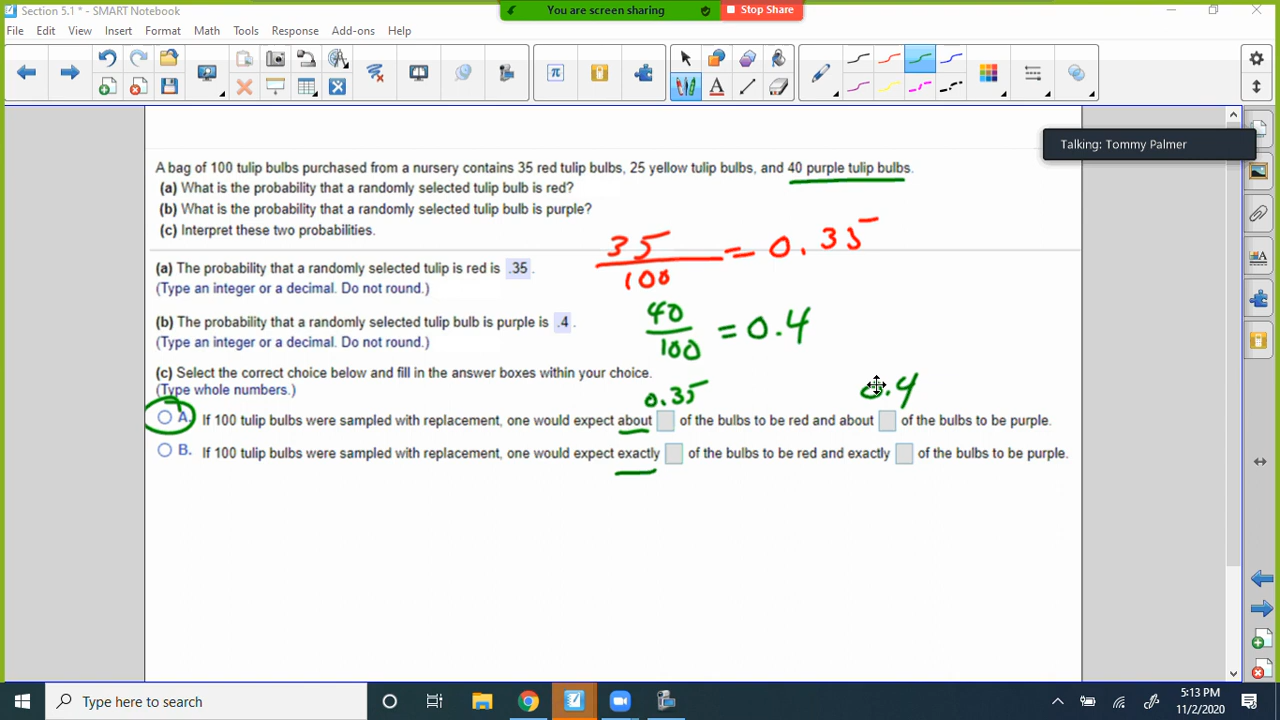 Section 5.1 * - SMART Notebook
You are screen sharing
Stop Share
File Edit View Insert Format Math Tools Response Add-ons Help
Talking: Tommy Palmer
A bag of 100 tulip bulbs purchased from a nursery contains 35 red tulip bulbs, 25 yellow tulip bulbs, and 40 purple tulip bulbs.
(a) What is the probability that a randomly selected tulip bulb is red?
(b) What is the probability that a randomly selected tulip bulb is purple?
(c) Interpret these two probabilities.
35
100
= 0.35
(a) The probability that a randomly selected tulip is red is .35.
(Type an integer or a decimal. Do not round.)
40
100
= 0.4
(b) The probability that a randomly selected tulip bulb is purple is .4.
(Type an integer or a decimal. Do not round.)
(c) Select the correct choice below and fill in the answer boxes within your choice.
(Type whole numbers.)
0.35 0.4
A. If 100 tulip bulbs were sampled with replacement, one would expect about of the bulbs to be red and about of the bulbs to be purple.
B. If 100 tulip bulbs were sampled with replacement, one would expect exactly of the bulbs to be red and exactly of the bulbs to be purple.
Type here to search
5:13 PM
11/2/2020